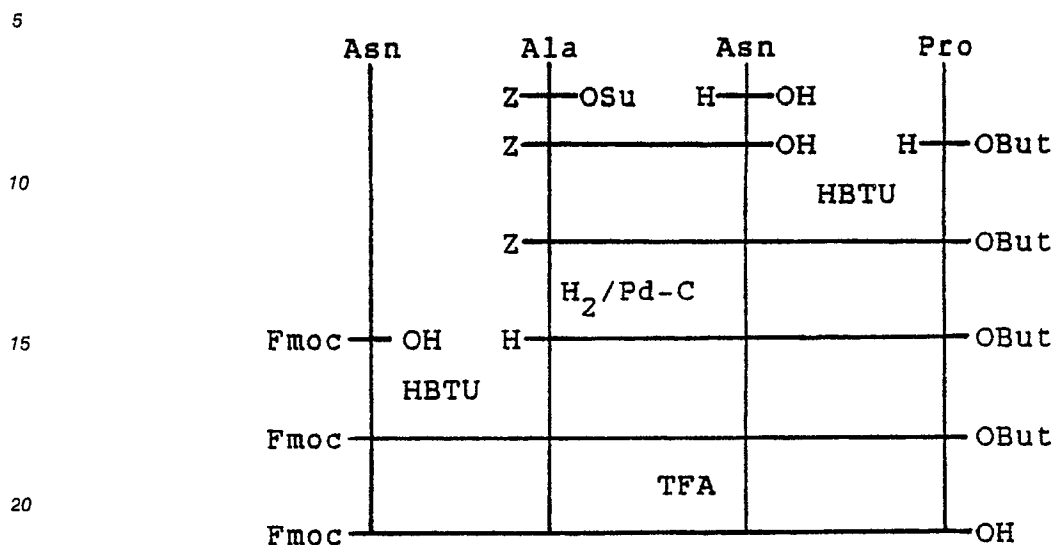 5
Asn Ala Asn Pro
Z OSu H OH
Z OH H OBut
10
HBTU
Z OBut
H2/Pd-C
15 Fmoc OH H OBut
HBTU
Fmoc OBut
TFA
20
Fmoc OH